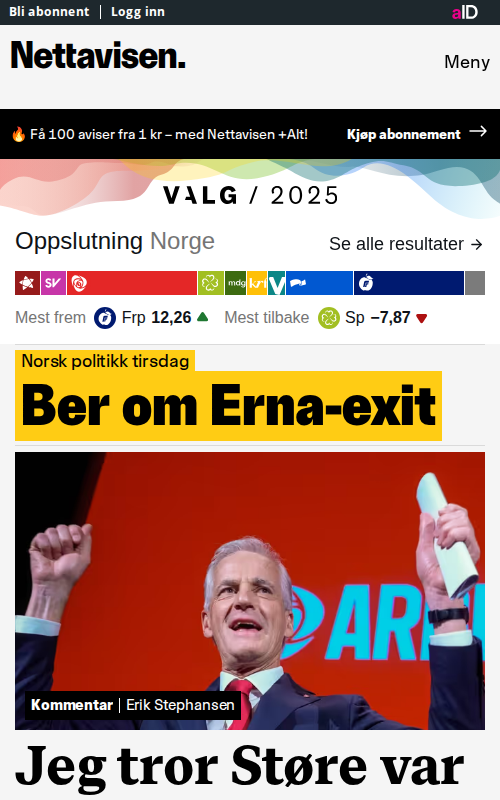 Bli abonnent | Logg inn
aID
Nettavisen.
Meny
🔥 Få 100 aviser fra 1 kr – med Nettavisen +Alt!
Kjøp abonnement →
VALG / 2025
Oppslutning Norge
Se alle resultater →
SV
mdg
krf
V
Mest frem Frp 12,26 ▲ Mest tilbake Sp −7,87 ▼
Norsk politikk tirsdag
Ber om Erna-exit
ARB
Kommentar | Erik Stephansen
Jeg tror Støre var